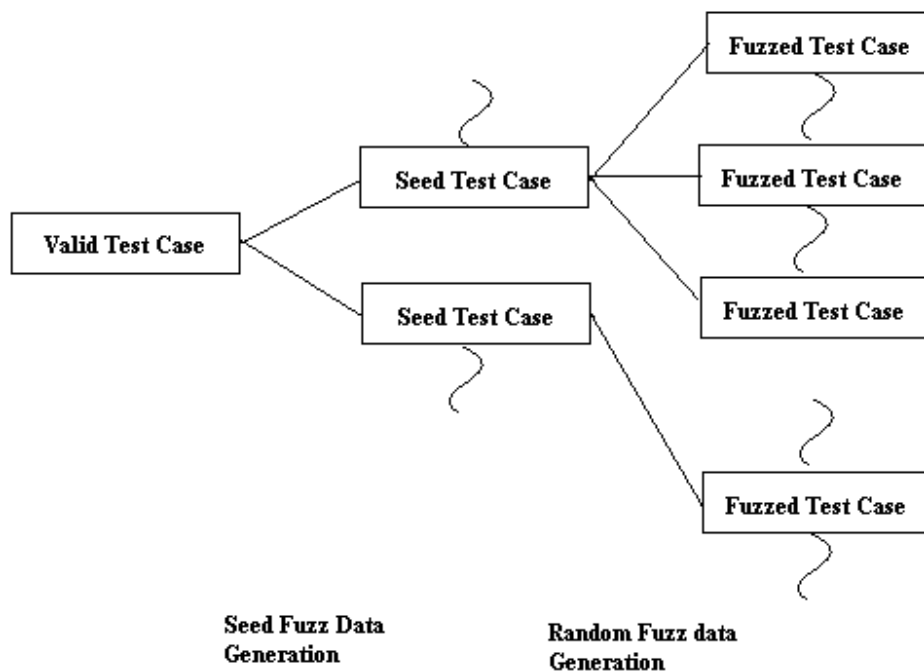 Fuzzed Test Case
Seed Test Case
Fuzzed Test Case
Valid Test Case
Seed Test Case
Fuzzed Test Case
Fuzzed Test Case
Seed Fuzz Data
Generation
Random Fuzz data
Generation